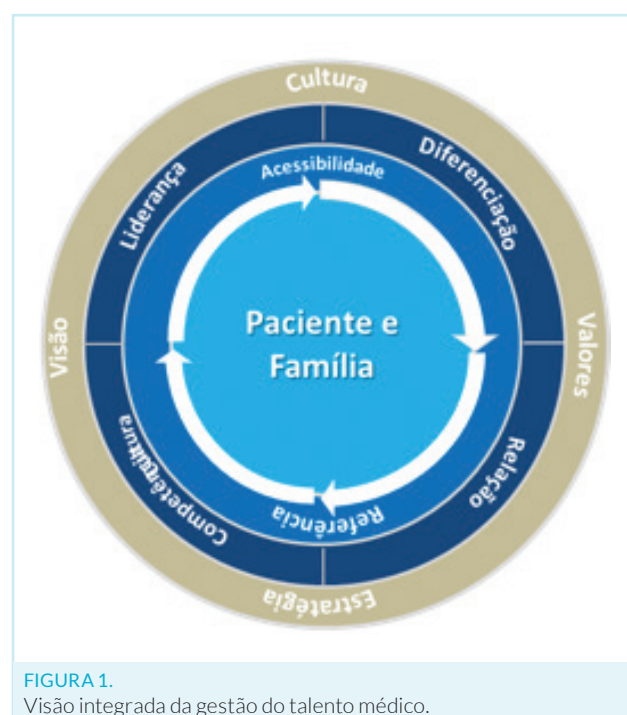 Cultura
Diferenciação
Liderança
Acessibilidade
Paciente e
Família
Visão
Valores
Relação
Referência
Estratégia
FIGURA 1.
Visão integrada da gestão do talento médico.